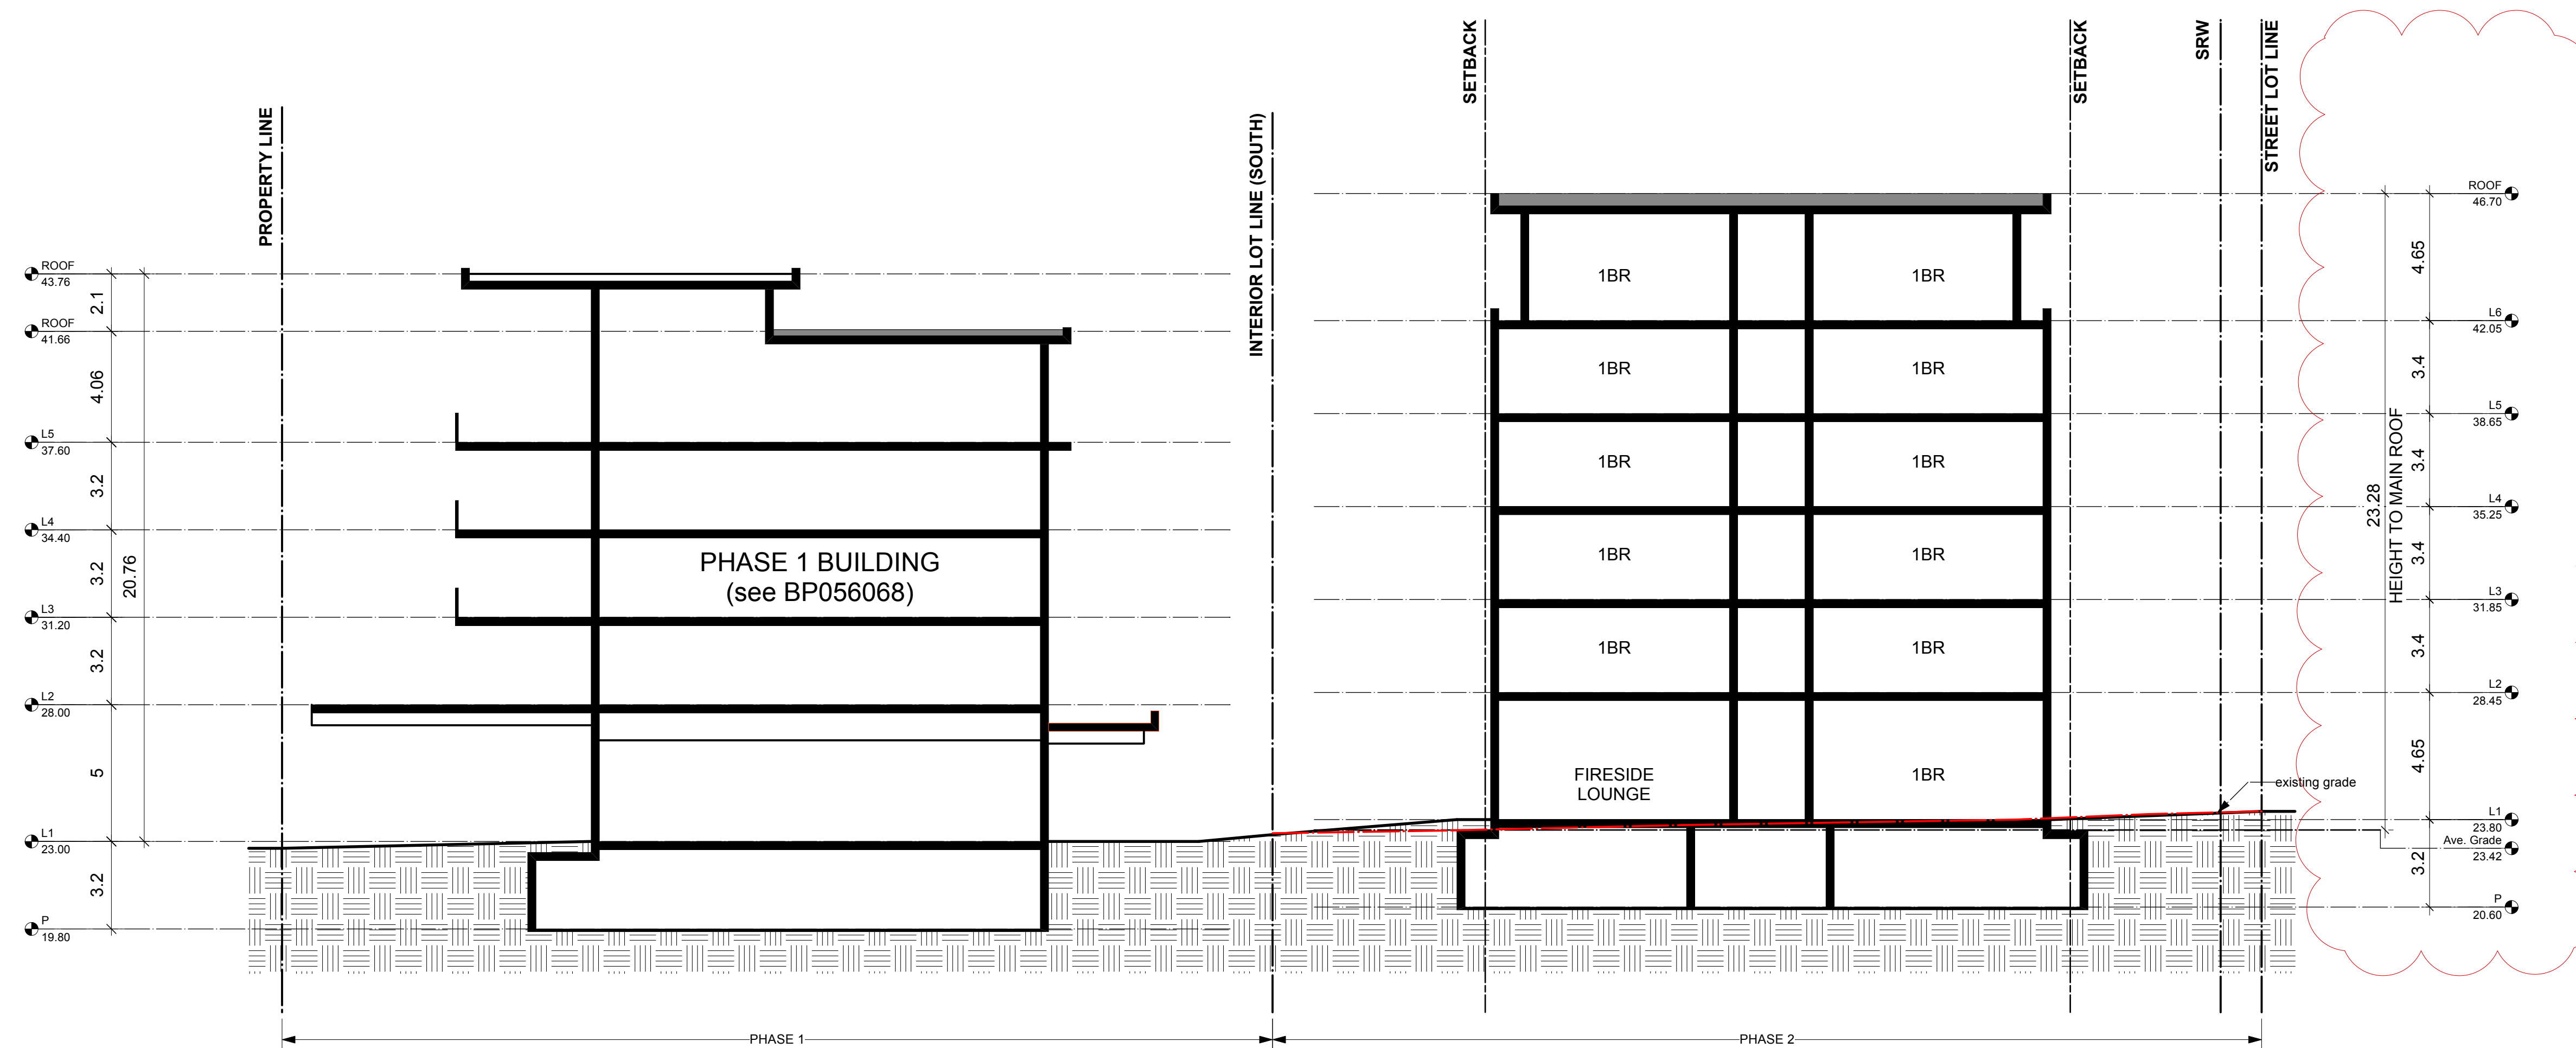 PROPERTY LINE
INTERIOR LOT LINE (SOUTH)
SETBACK
SETBACK
SRW
STREET LOT LINE
ROOF
43.76
2.1
ROOF
41.66
4.06
L5
37.60
3.2
L4
34.40
3.2
20.76
L3
31.20
3.2
L2
28.00
5
L1
23.00
3.2
P
19.80
PHASE 1 BUILDING
(see BP056068)
1BR
1BR
1BR
1BR
1BR
1BR
1BR
1BR
1BR
1BR
FIRESIDE
LOUNGE
1BR
existing grade
23.28
HEIGHT TO MAIN ROOF
ROOF
46.70
4.65
L6
42.05
3.4
L5
38.65
3.4
L4
35.25
3.4
L3
31.85
3.4
L2
28.45
4.65
L1
23.80
Ave. Grade
23.42
3.2
P
20.60
PHASE 1
PHASE 2